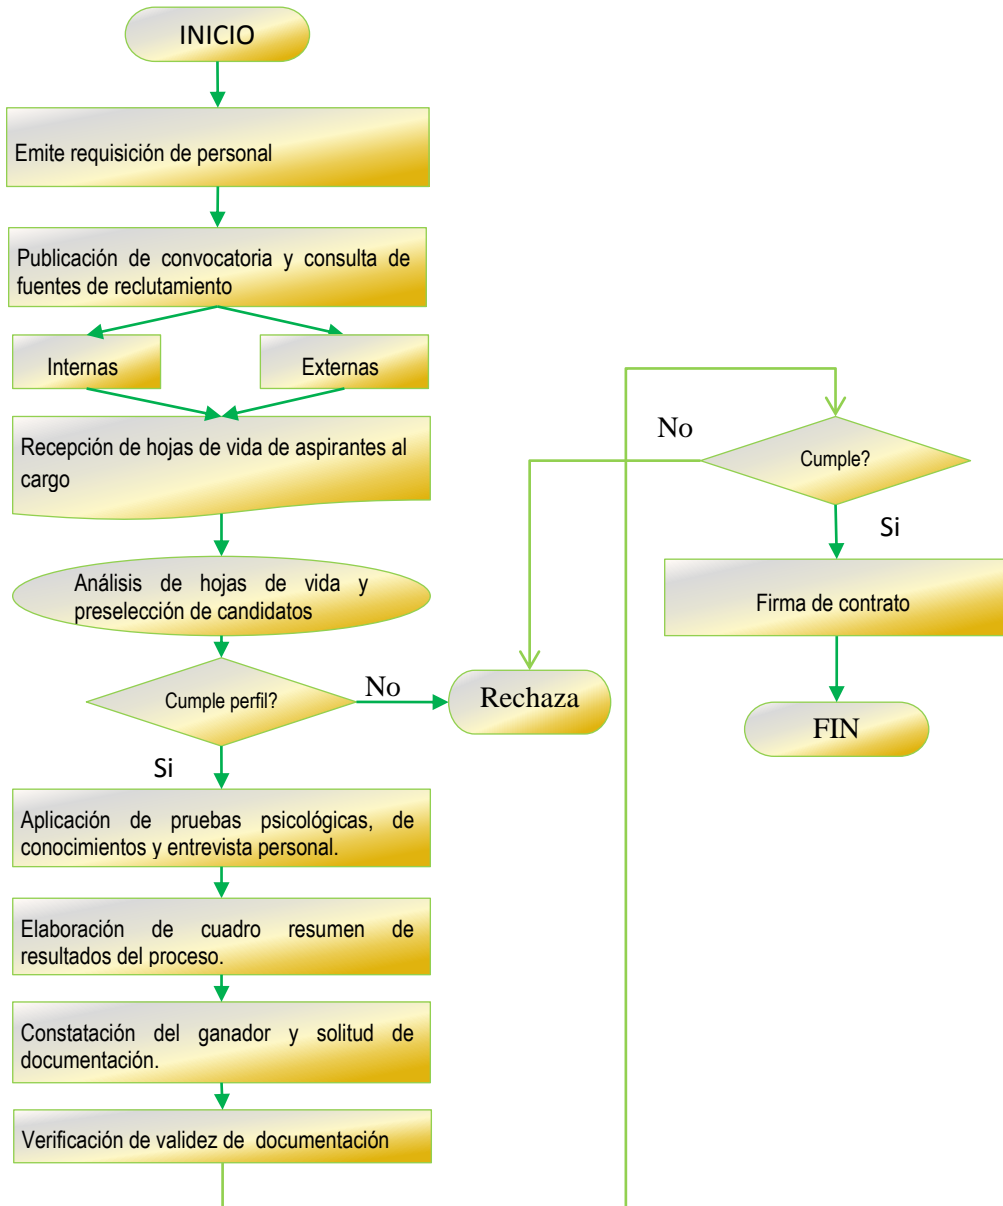 INICIO
Emite requisición de personal
Publicación de convocatoria y consulta de
fuentes de reclutamiento
Internas
Externas
Recepción de hojas de vida de aspirantes al
cargo
Análisis de hojas de vida y
preselección de candidatos
Cumple perfil?
No
Rechaza
Si
Aplicación de pruebas psicológicas, de
conocimientos y entrevista personal.
Elaboración de cuadro resumen de
resultados del proceso.
Constatación del ganador y solitud de
documentación.
Verificación de validez de documentación
No
Cumple?
Si
Firma de contrato
FIN